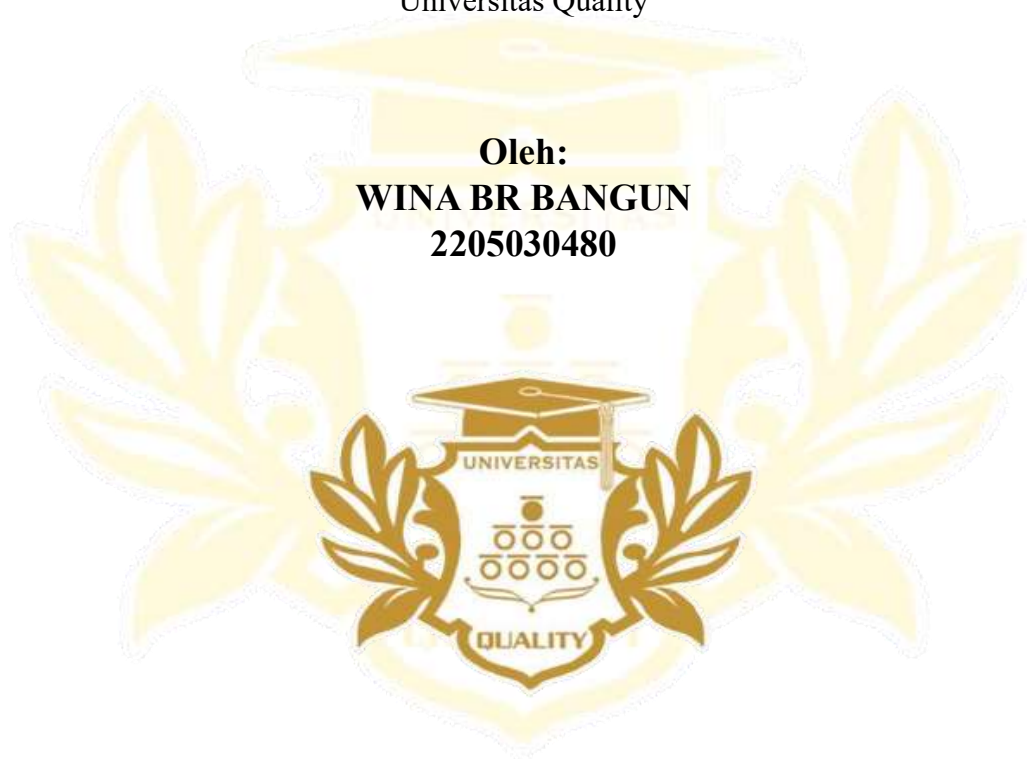 Universitas Quality
Oleh:
WINA BR BANGUN
2205030480
UNIVERSITAS
QUALITY